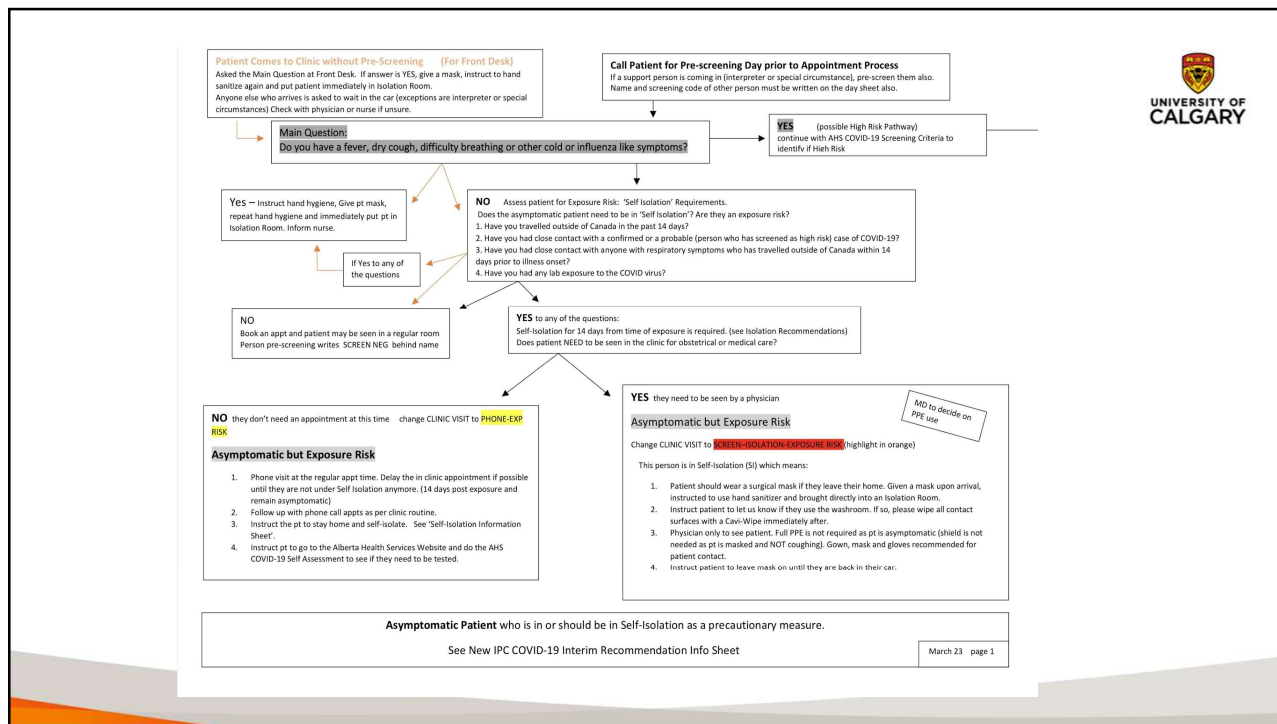 Patient Comes to Clinic without Pre-Screening (For Front Desk)
Asked the Main Question at Front Desk. If answer is YES, give a mask, instruct to hand
sanitize again and put patient immediately in Isolation Room.
Anyone else who arrives is asked to wait in the car (exceptions are interpreter or special
circumstances) Check with physician or nurse if unsure.
Call Patient for Pre-screening Day prior to Appointment Process
If a support person is coming in (interpreter or special circumstance), pre-screen them also.
Name and screening code of other person must be written on the day sheet also.
UNIVERSITY OF
CALGARY
Main Question:
Do you have a fever, dry cough, difficulty breathing or other cold or influenza like symptoms?
YES (possible High Risk Pathway)
continue with AHS COVID-19 Screening Criteria to
identify if High Risk
Yes – Instruct hand hygiene, Give pt mask,
repeat hand hygiene and immediately put pt in
Isolation Room. Inform nurse.
NO Assess patient for Exposure Risk: 'Self Isolation' Requirements.
Does the asymptomatic patient need to be in 'Self Isolation'? Are they an exposure risk?
1. Have you travelled outside of Canada in the past 14 days?
2. Have you had close contact with a confirmed or a probable (person who has screened as high risk) case of COVID-19?
3. Have you had close contact with anyone with respiratory symptoms who has travelled outside of Canada within 14
days prior to illness onset?
4. Have you had any lab exposure to the COVID virus?
If Yes to any of
the questions
NO
Book an appt and patient may be seen in a regular room
Person pre-screening writes SCREEN NEG behind name
YES to any of the questions:
Self-Isolation for 14 days from time of exposure is required. (see Isolation Recommendations)
Does patient NEED to be seen in the clinic for obstetrical or medical care?
NO they don't need an appointment at this time change CLINIC VISIT to PHONE-EXP
RISK
Asymptomatic but Exposure Risk
1. Phone visit at the regular appt time. Delay the in clinic appointment if possible
until they are not under Self Isolation anymore. (14 days post exposure and
remain asymptomatic)
2. Follow up with phone call appts as per clinic routine.
3. Instruct the pt to stay home and self-isolate. See 'Self-Isolation Information
Sheet'.
4. Instruct pt to go to the Alberta Health Services Website and do the AHS
COVID-19 Self Assessment to see if they need to be tested.
YES they need to be seen by a physician
MD to decide on
PPE use
Asymptomatic but Exposure Risk
Change CLINIC VISIT to SCREEN–ISOLATION-EXPOSURE RISK (highlight in orange)
This person is in Self-Isolation (SI) which means:
1. Patient should wear a surgical mask if they leave their home. Given a mask upon arrival,
instructed to use hand sanitizer and brought directly into an Isolation Room.
2. Instruct patient to let us know if they use the washroom. If so, please wipe all contact
surfaces with a Cavi-Wipe immediately after.
3. Physician only to see patient. Full PPE is not required as pt is asymptomatic (shield is not
needed as pt is masked and NOT coughing). Gown, mask and gloves recommended for
patient contact.
4. Instruct patient to leave mask on until they are back in their car.
Asymptomatic Patient who is in or should be in Self-Isolation as a precautionary measure.
See New IPC COVID-19 Interim Recommendation Info Sheet
March 23 page 1